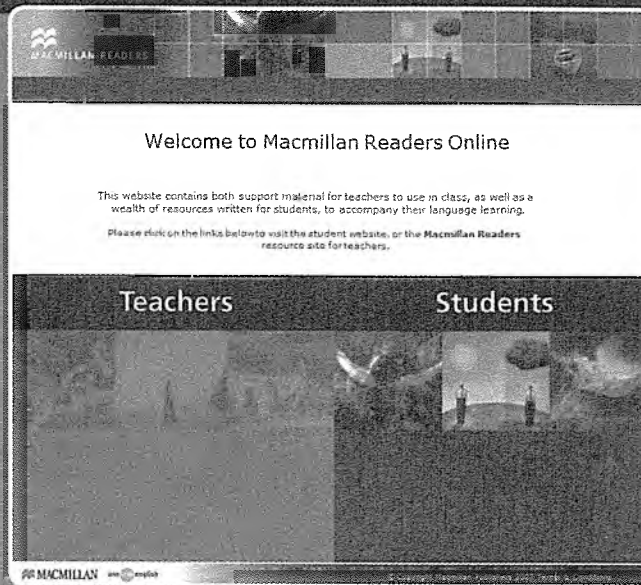 MACMILLAN READERS
Welcome to Macmillan Readers Online
This website contains both support material for teachers to use in class, as well as a
wealth of resources written for students, to accompany their language learning.
Please click on the links below to visit the student website, or the Macmillan Readers
resource site for teachers.
Teachers
Students
MACMILLAN
english